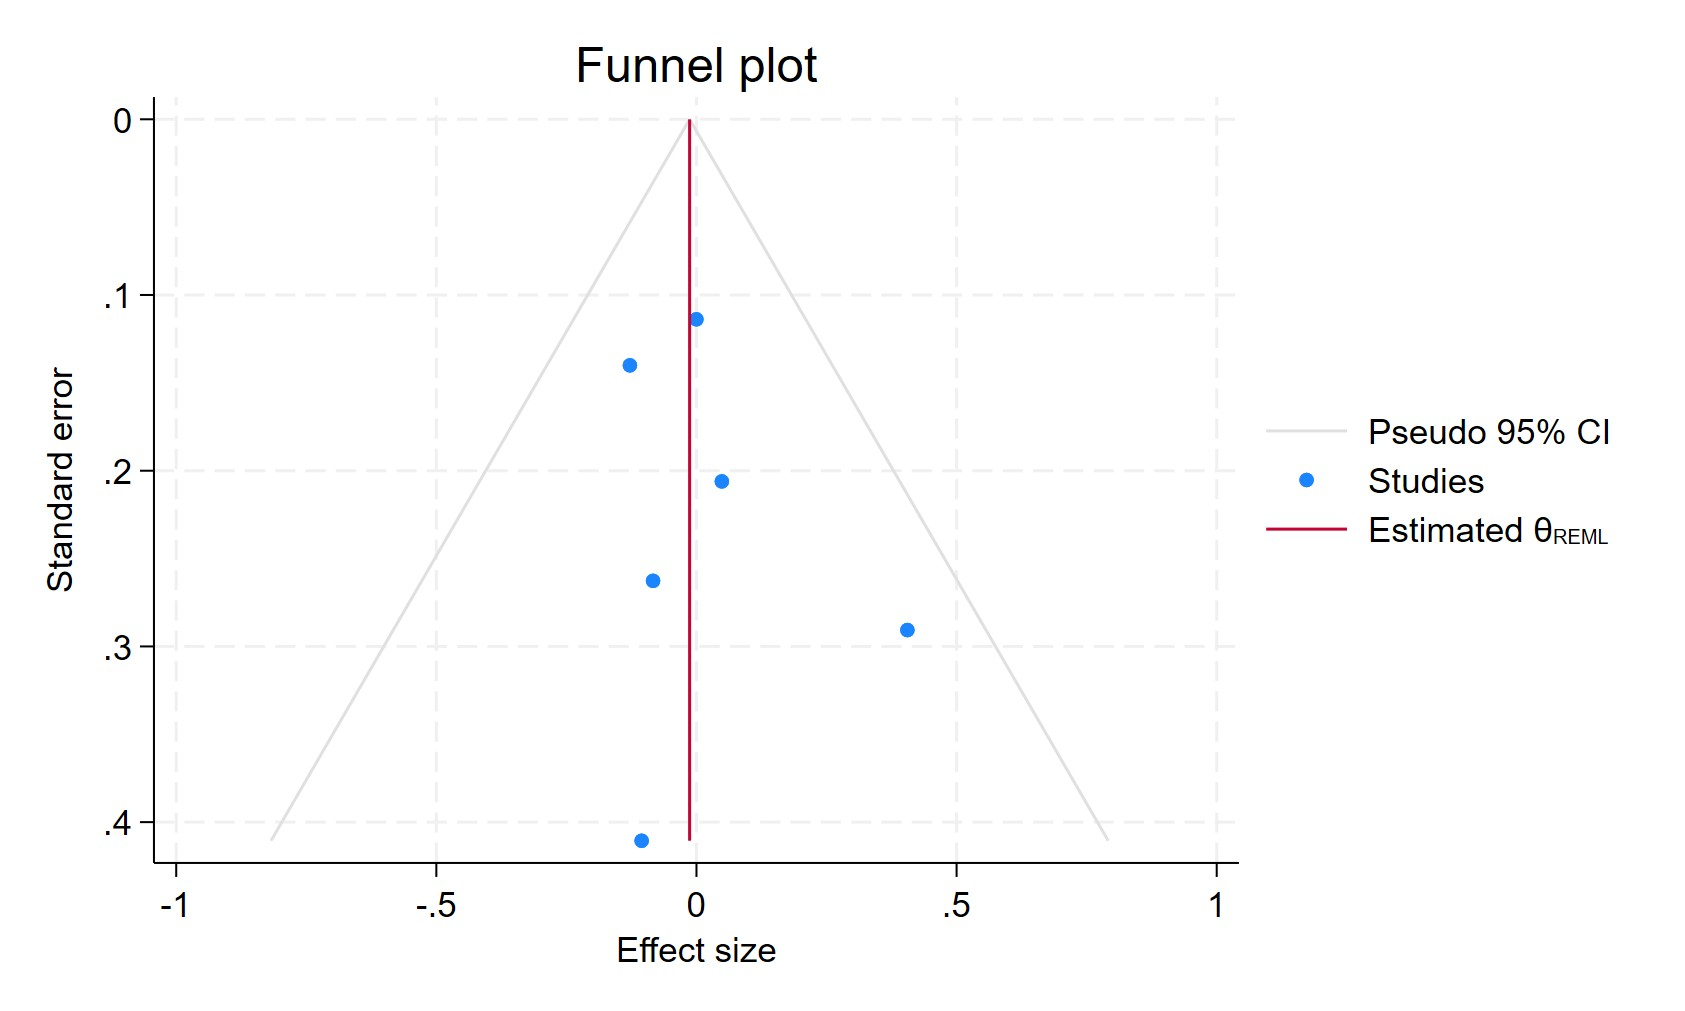 Funnel plot
0
.1
.2
.3
.4
Standard error
-1 -.5 0 .5 1
Effect size
Pseudo 95% CI
Studies
Estimated θREML